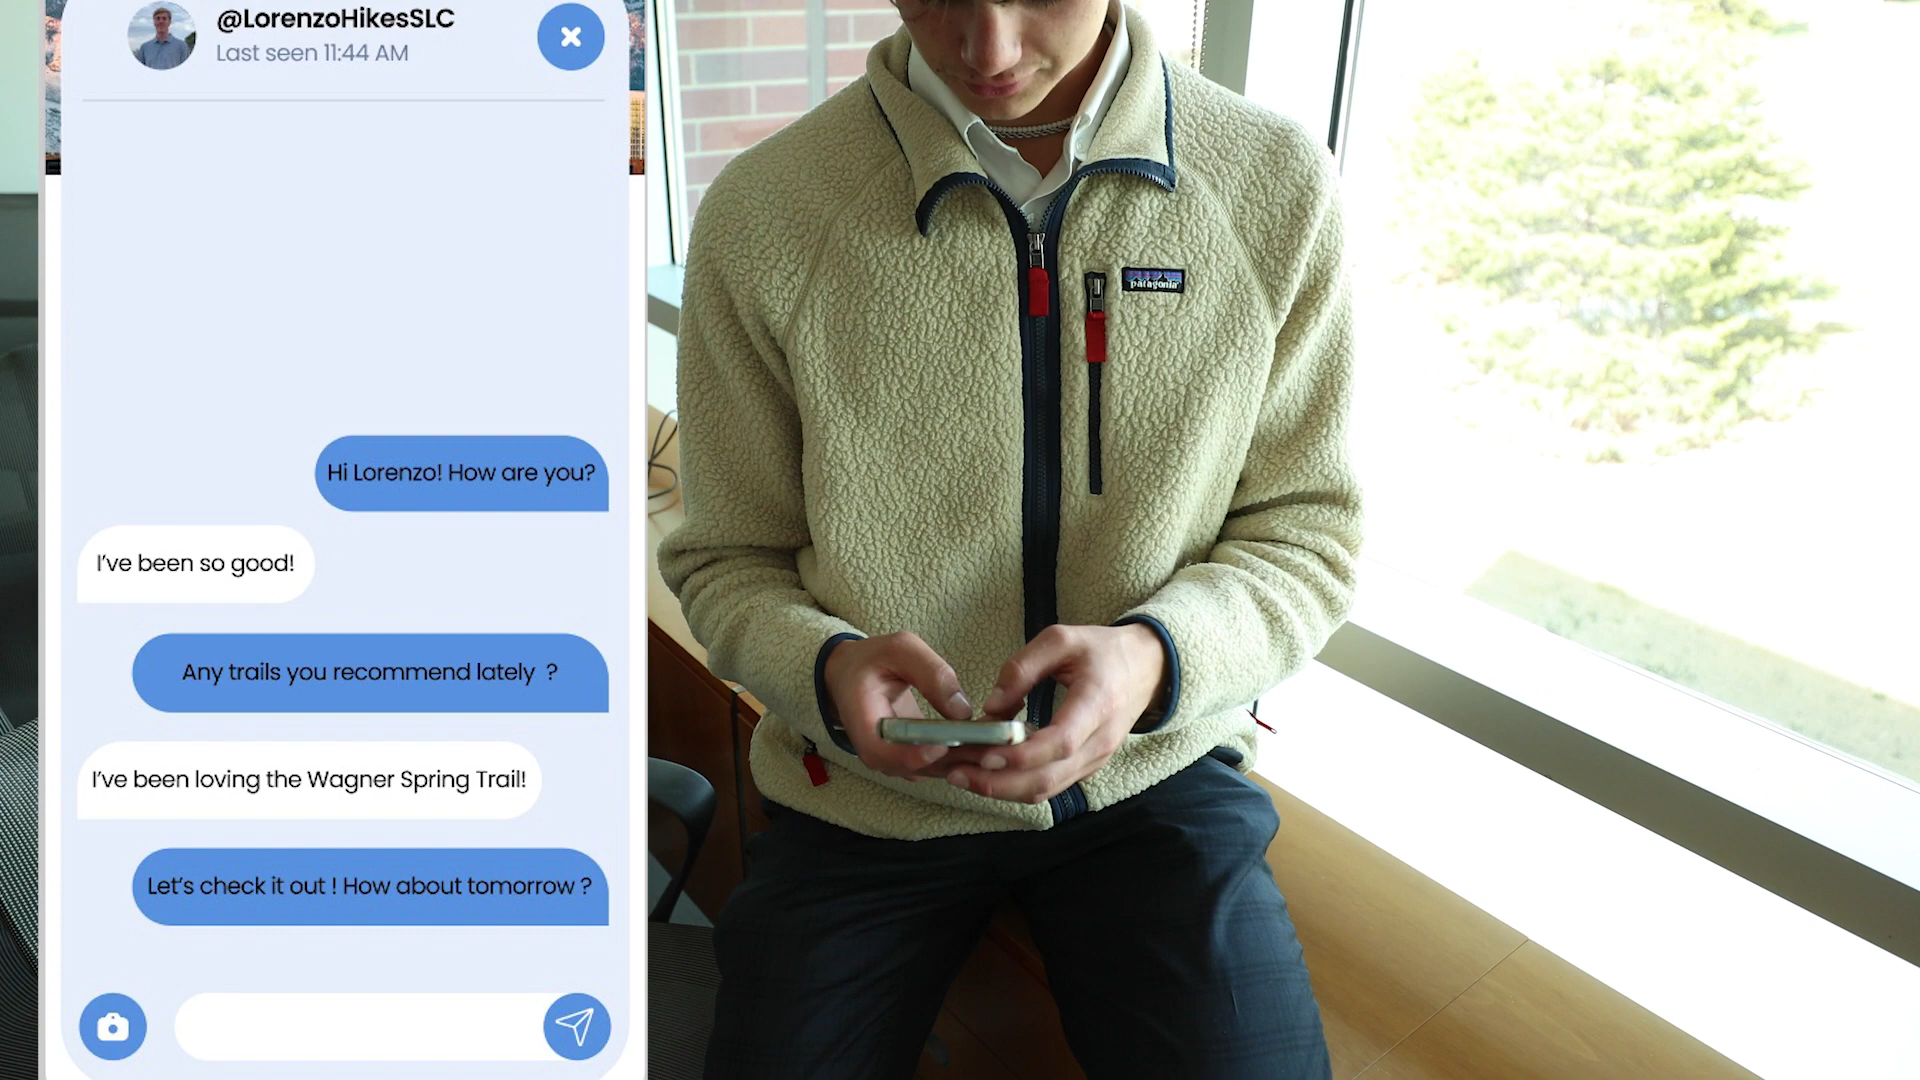 @LorenzoHikesSLC
Last seen 11:44 AM
Hi Lorenzo! How are you?
I've been so good!
Any trails you recommend lately ?
I've been loving the Wagner Spring Trail!
Let's check it out ! How about tomorrow ?
patagonia